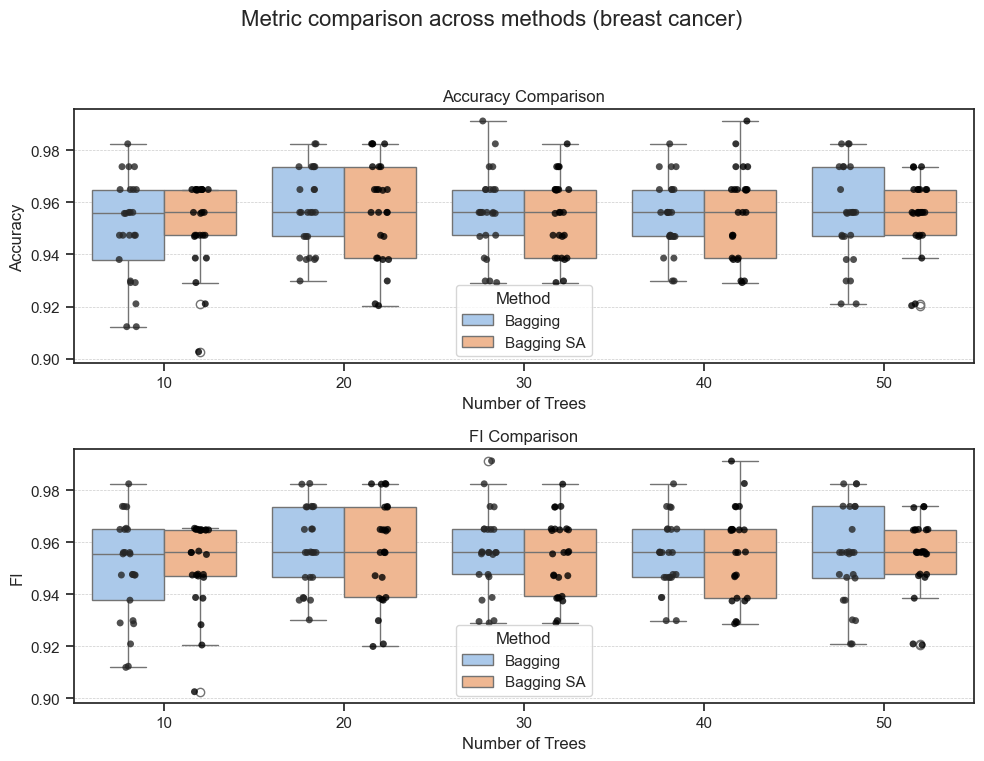 Metric comparison across methods (breast cancer)
Accuracy Comparison
Accuracy
0.98
0.96
0.94
0.92
0.90
Method
Bagging
Bagging SA
10 20 30 40 50
Number of Trees
FI Comparison
FI
0.98
0.96
0.94
0.92
0.90
Method
Bagging
Bagging SA
10 20 30 40 50
Number of Trees